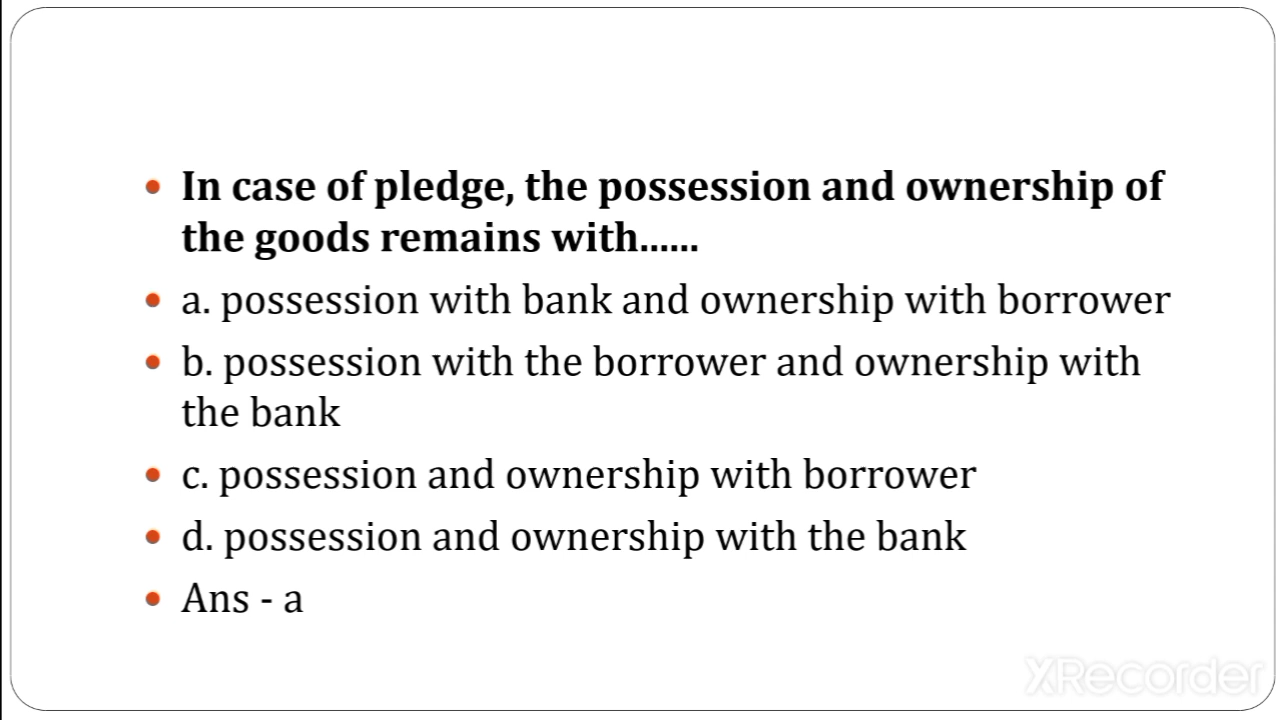 In case of pledge, the possession and ownership of
the goods remains with......
a. possession with bank and ownership with borrower
b. possession with the borrower and ownership with
the bank
c. possession and ownership with borrower
d. possession and ownership with the bank
Ans - a
XRecorder